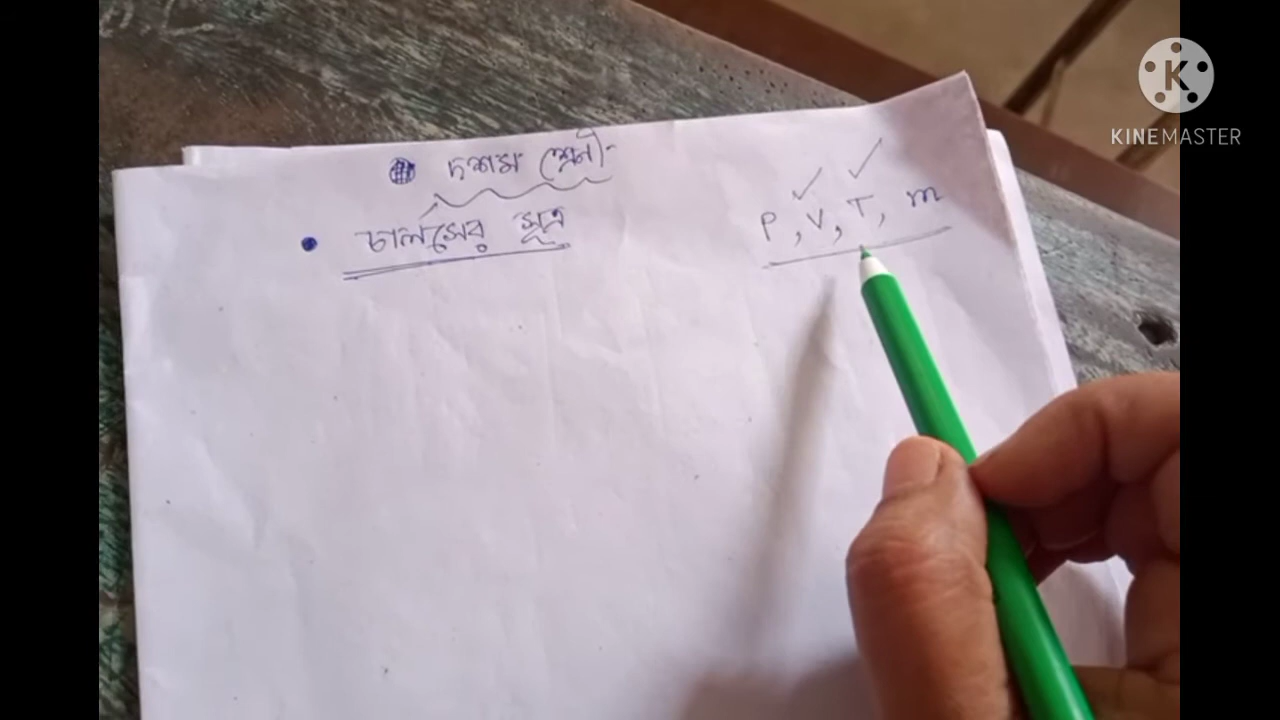 দশম শ্রেণী-
চার্লসের সূত্র
P, V, T, m
KINEMASTER